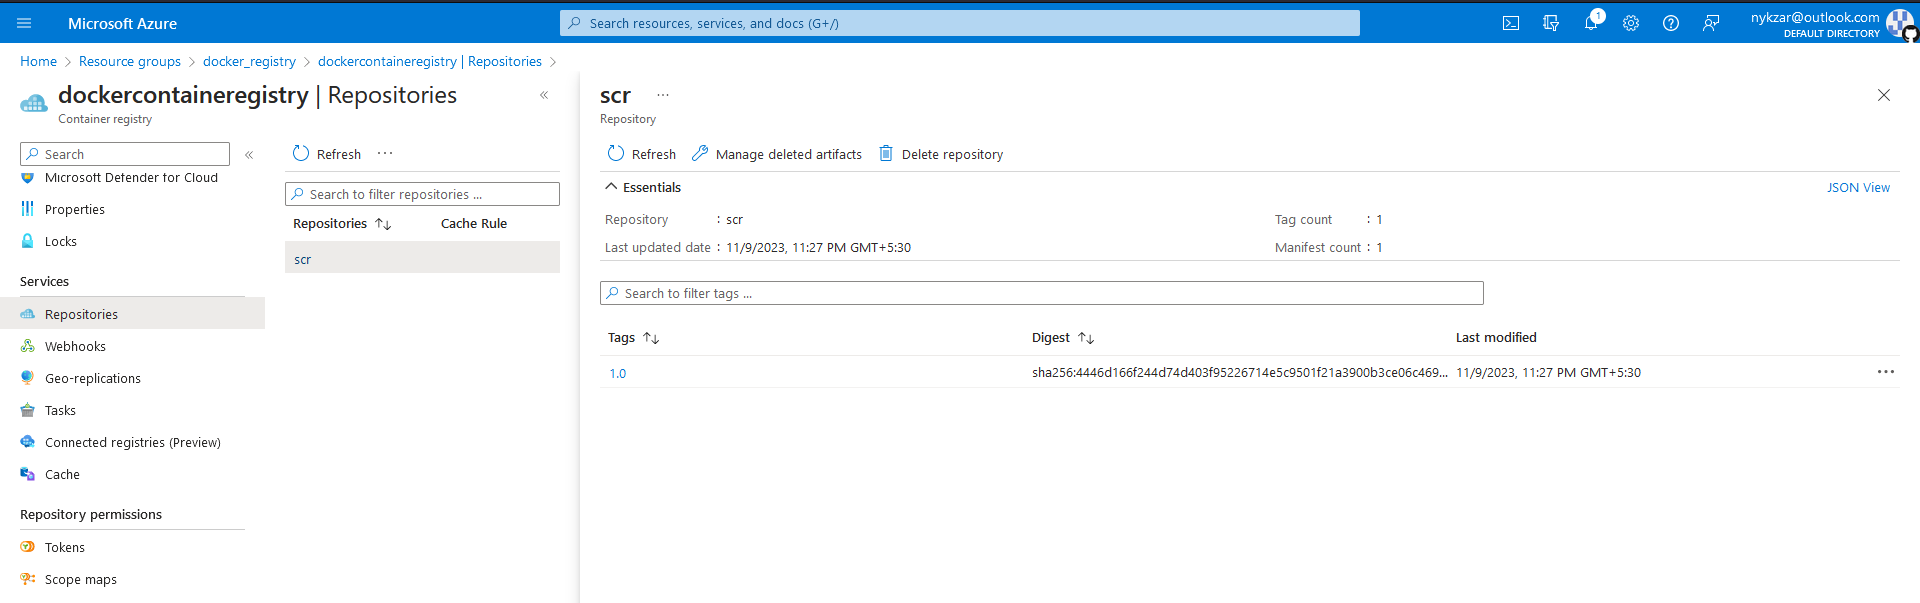 Microsoft Azure
Search resources, services, and docs (G+/)
1
nykzar@outlook.com
DEFAULT DIRECTORY
Home > Resource groups > docker_registry > dockercontaineregistry | Repositories >
dockercontaineregistry | Repositories
Container registry
Search
Microsoft Defender for Cloud
Properties
Locks
Services
Repositories
Webhooks
Geo-replications
Tasks
Connected registries (Preview)
Cache
Repository permissions
Tokens
Scope maps
Refresh
Search to filter repositories ...
Repositories Cache Rule
scr
scr
Repository
Refresh Manage deleted artifacts Delete repository
Essentials JSON View
Repository : scr Tag count : 1
Last updated date : 11/9/2023, 11:27 PM GMT+5:30 Manifest count : 1
Search to filter tags ...
Tags Digest Last modified
1.0 sha256:4446d166f244d74d403f95226714e5c9501f21a3900b3ce06c469... 11/9/2023, 11:27 PM GMT+5:30